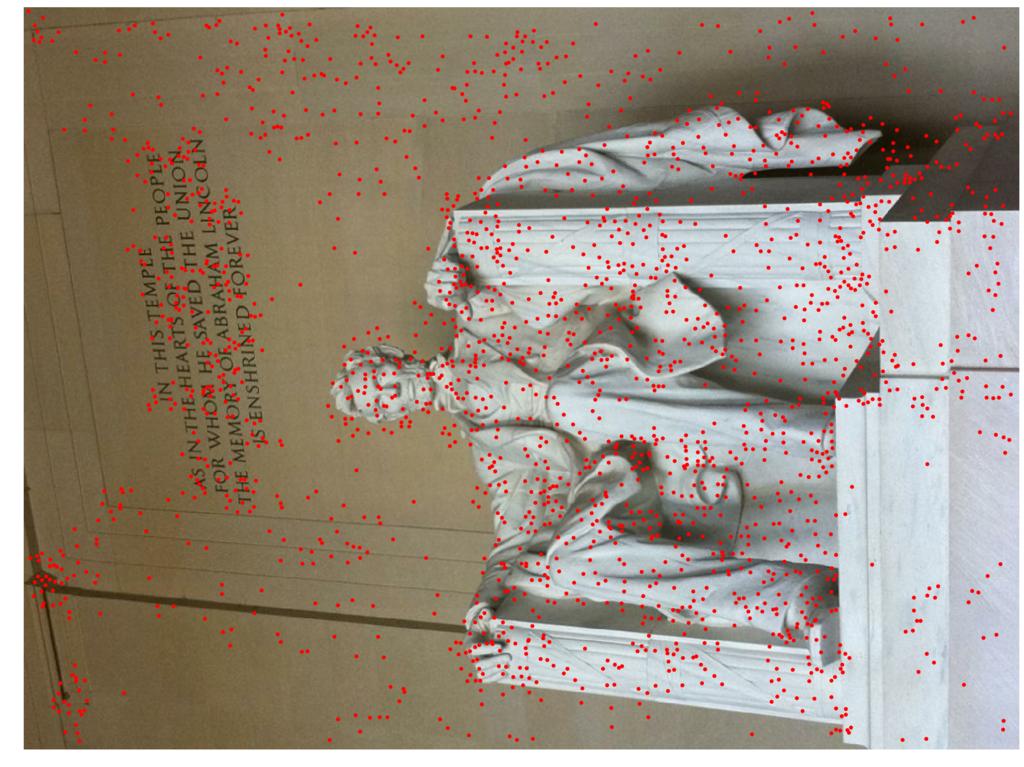 IN THIS TEMPLE
AS IN THE HEARTS OF THE PEOPLE
FOR WHOM HE SAVED THE UNION
THE MEMORY OF ABRAHAM LINCOLN
IS ENSHRINED FOREVER